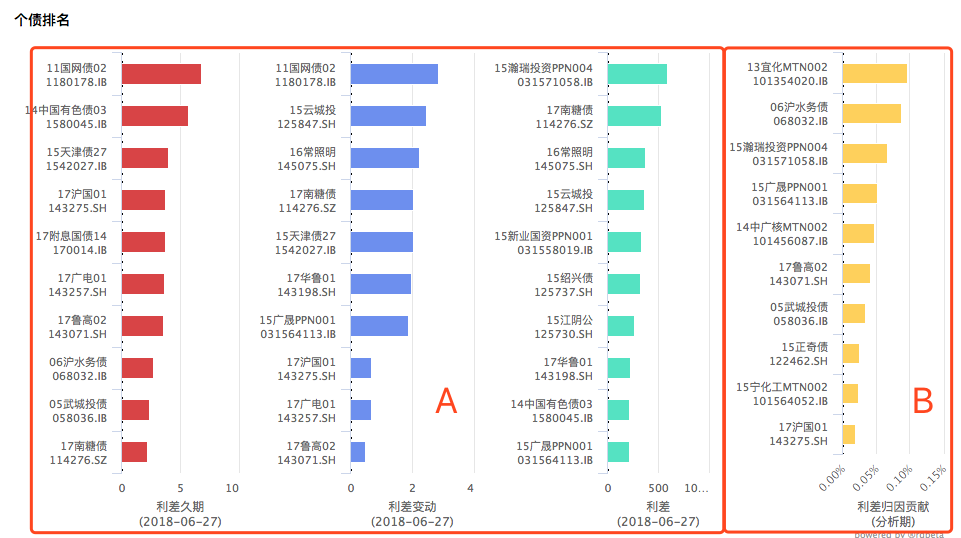 个债排名
11国网债02
1180178.IB
14中国有色债03
1580045.IB
15天津债27
1542027.IB
17沪国01
143275.SH
17附息国债14
170014.IB
17广电01
143257.SH
17鲁高02
143071.SH
06沪水务债
068032.IB
05武城投债
058036.IB
17南糖债
114276.SZ
0
5
10
利差久期
(2018-06-27)
11国网债02
1180178.IB
15云城投
125847.SH
16常照明
145075.SH
17南糖债
114276.SZ
15天津债27
1542027.IB
17华鲁01
143198.SH
15广晟PPN001
031564113.IB
17沪国01
143275.SH
17广电01
143257.SH
17鲁高02
143071.SH
0
2
4
利差变动
(2018-06-27)
A
15瀚瑞投资PPN004
031571058.IB
17南糖债
114276.SZ
16常照明
145075.SH
15云城投
125847.SH
15新业国资PPN001
031558019.IB
15绍兴债
125737.SH
15江阴公
125730.SH
17华鲁01
143198.SH
14中国有色债03
1580045.IB
15广晟PPN001
031564113.IB
0
500
10...
利差
(2018-06-27)
13宜化MTN002
101354020.IB
06沪水务债
068032.IB
15瀚瑞投资PPN004
031571058.IB
15广晟PPN001
031564113.IB
14中广核MTN002
101456087.IB
17鲁高02
143071.SH
05武城投债
058036.IB
15正奇债
122462.SH
15宁化工MTN002
101564052.IB
17沪国01
143275.SH
B
0.00%
0.05%
0.10%
0.15%
利差归因贡献
(分析期)
powered by @rqbeta